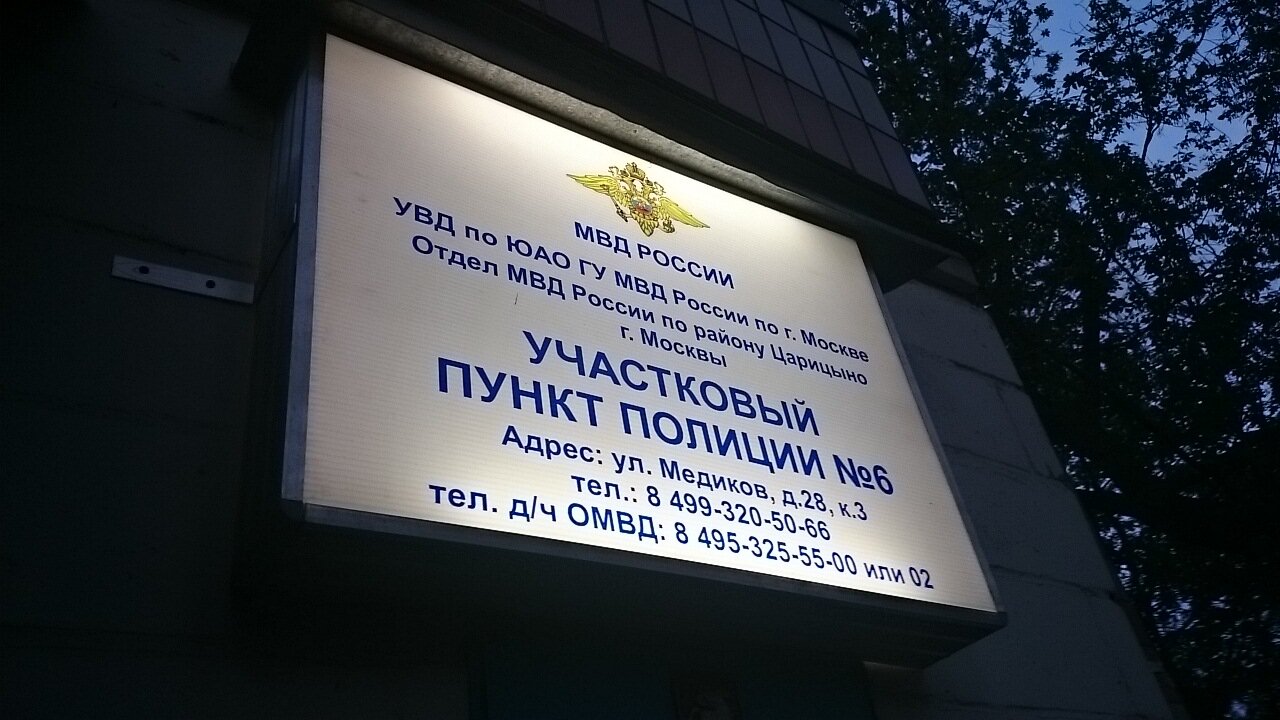 МВД РОССИИ
УВД по ЮАО ГУ МВД России по г. Москве
Отдел МВД России по району Царицыно
г. Москвы
УЧАСТКОВЫЙ
ПУНКТ ПОЛИЦИИ №6
Адрес: ул. Медиков, д.28, к.3
тел.: 8 499-320-50-66
тел. д/ч ОМВД: 8 495-325-55-00 или 02